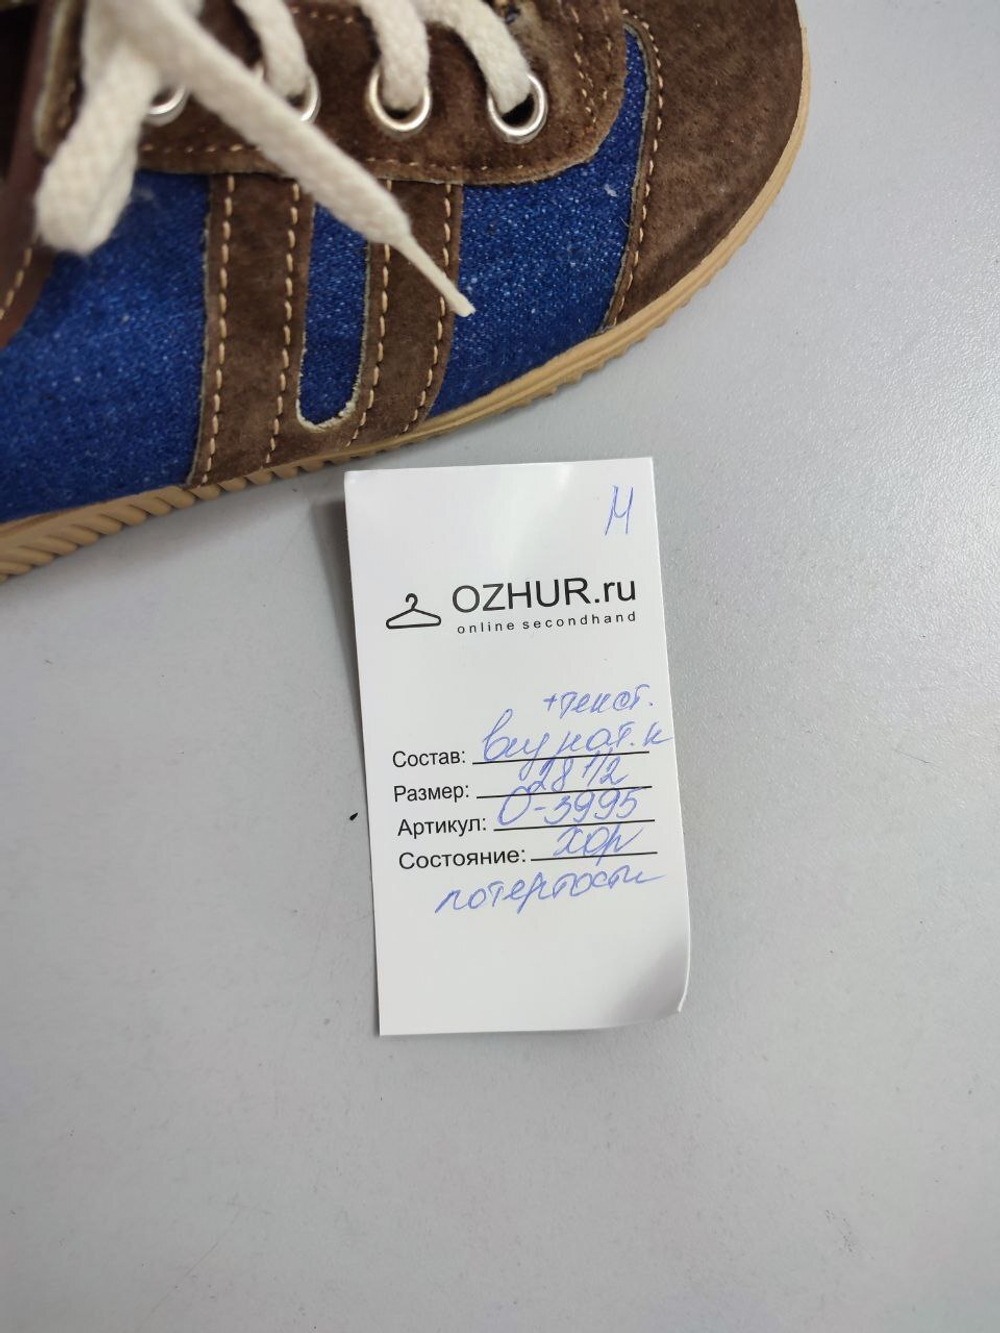 М
OZHUR.ru
online secondhand
+текст.
Состав: вн нат. к
Размер: 28 1/2
Артикул: О-3995
Состояние: хор
потертости